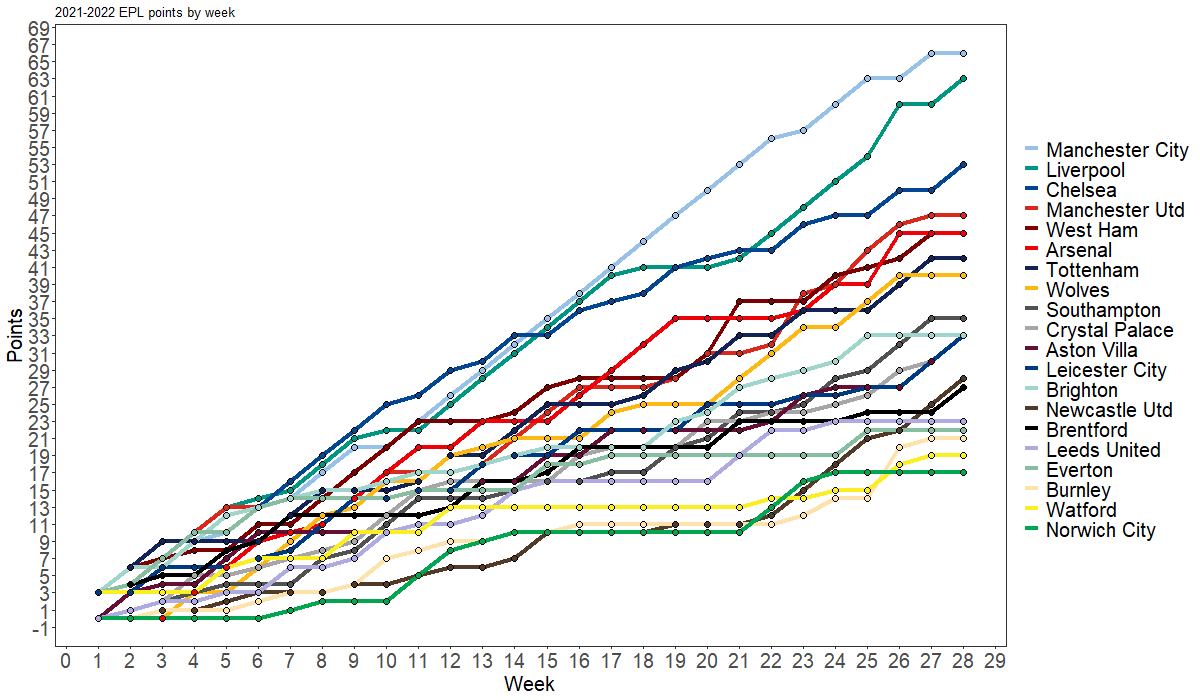 2021-2022 EPL points by week
69
67
65
63
61
59
57
55
53
51
49
47
45
43
41
39
37
35
33
31
29
27
25
23
21
19
17
15
13
11
9
7
5
3
1
-1
Points
0 1 2 3 4 5 6 7 8 9 10 11 12 13 14 15 16 17 18 19 20 21 22 23 24 25 26 27 28 29
Week
Manchester City
Liverpool
Chelsea
Manchester Utd
West Ham
Arsenal
Tottenham
Wolves
Southampton
Crystal Palace
Aston Villa
Leicester City
Brighton
Newcastle Utd
Brentford
Leeds United
Everton
Burnley
Watford
Norwich City